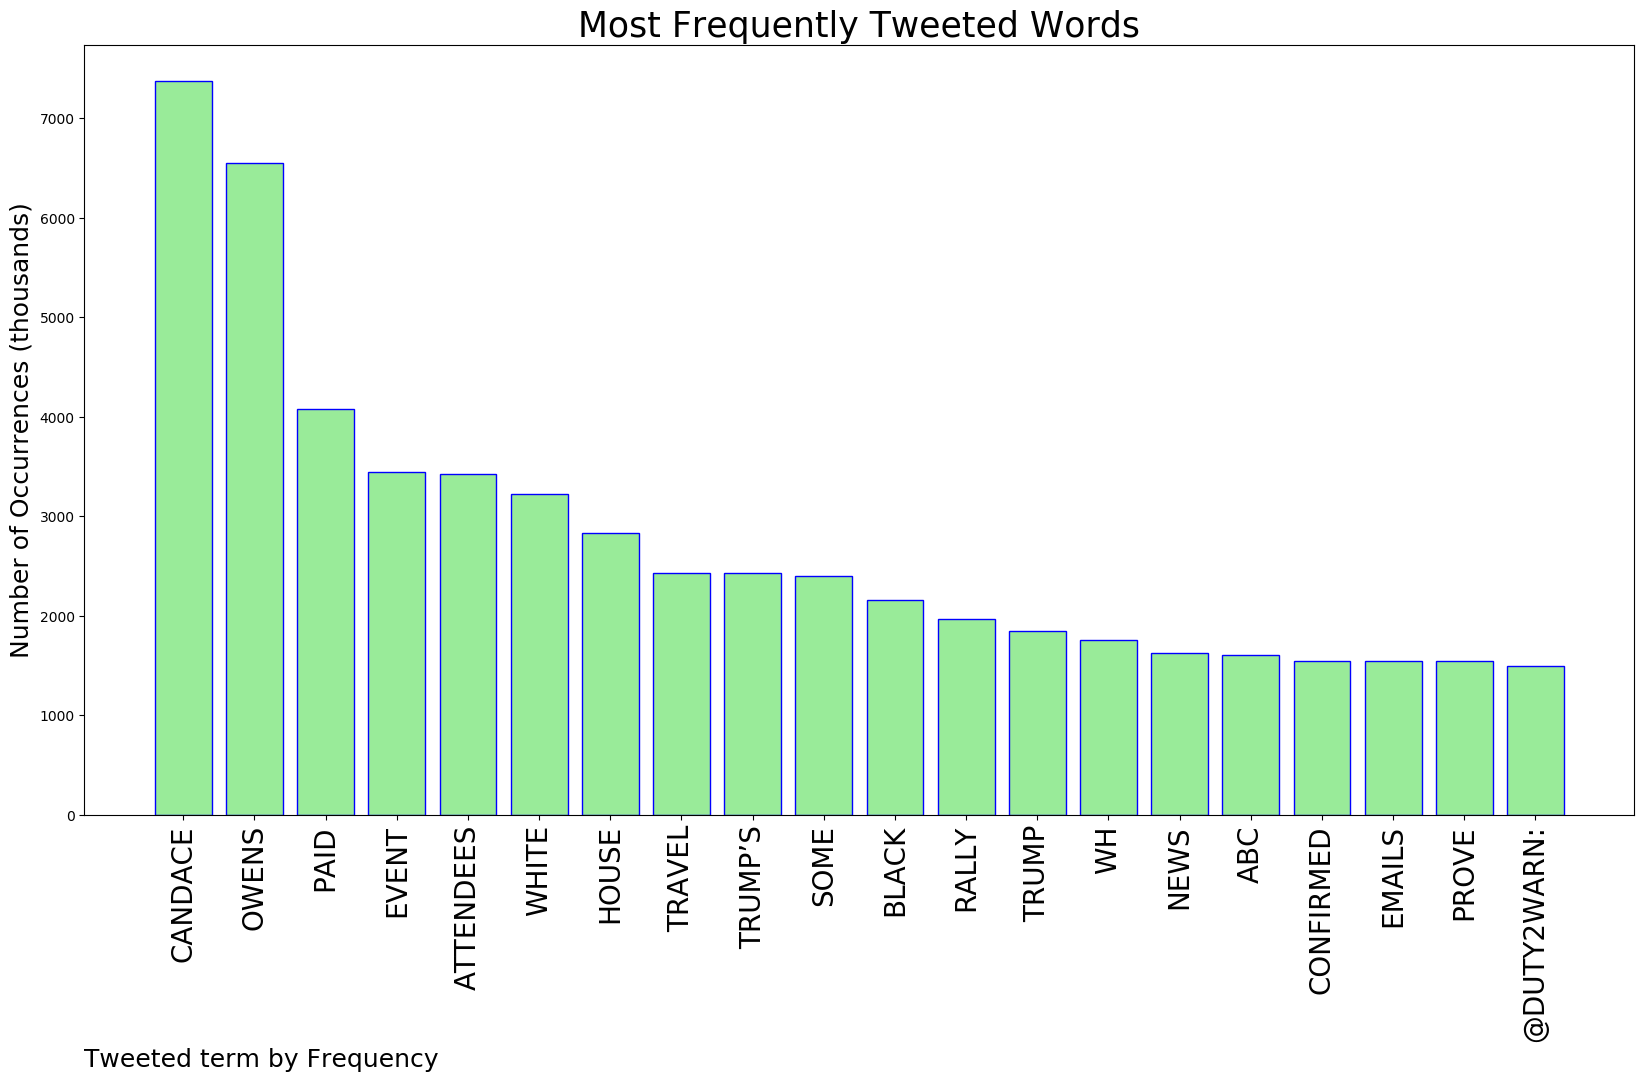 Most Frequently Tweeted Words
Number of Occurrences (thousands)
7000
6000
5000
4000
3000
2000
1000
0
CANDACE
OWENS
PAID
EVENT
ATTENDEES
WHITE
HOUSE
TRAVEL
TRUMP’S
SOME
BLACK
RALLY
TRUMP
WH
NEWS
ABC
CONFIRMED
EMAILS
PROVE
@DUTY2WARN:
Tweeted term by Frequency